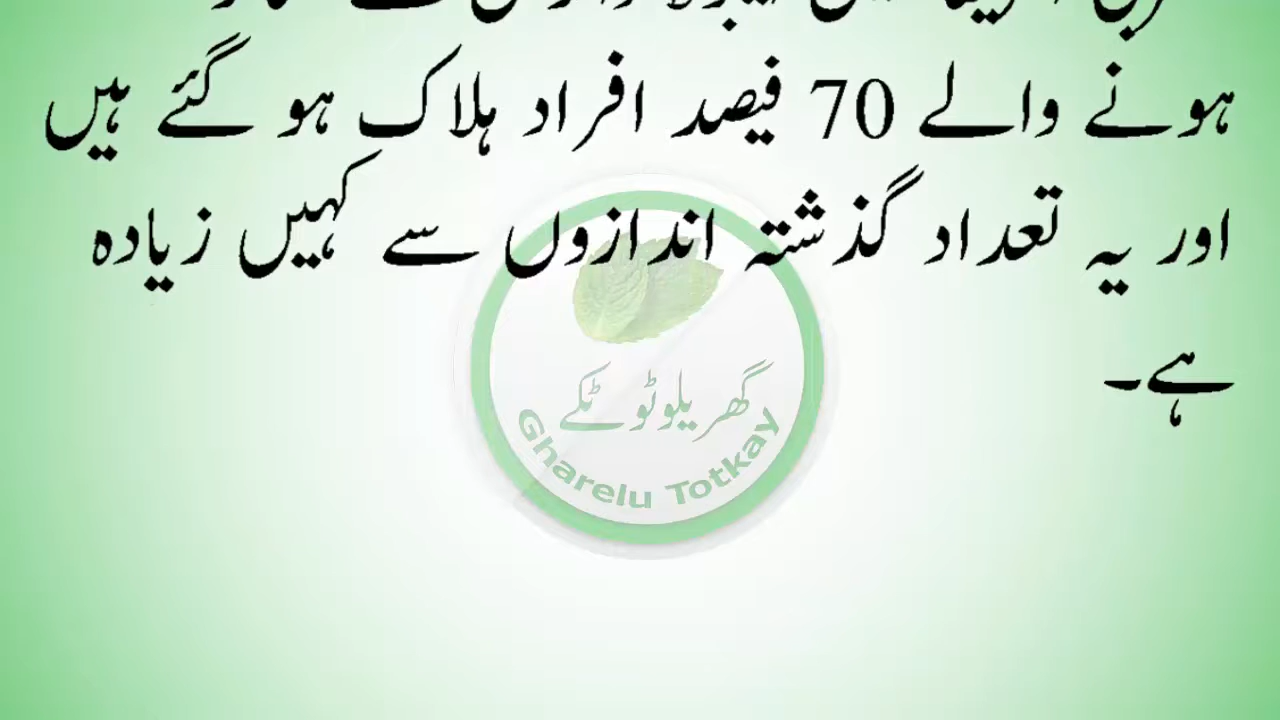 ہونے والے 70 فیصد افراد ہلاک ہو گئے ہیں
اور یہ تعداد گذشتہ اندازوں سے کہیں زیادہ
ہے۔
گھریلو ٹوٹکے
Gharelu Totkay